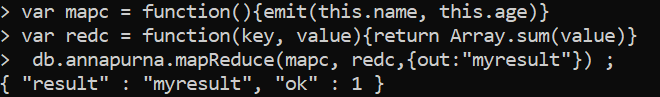 > var mapc = function(){emit(this.name, this.age)}
> var redc = function(key, value){return Array.sum(value)}
>  db.annapurna.mapReduce(mapc, redc,{out:"myresult"}) ;
{ "result" : "myresult", "ok" : 1 }